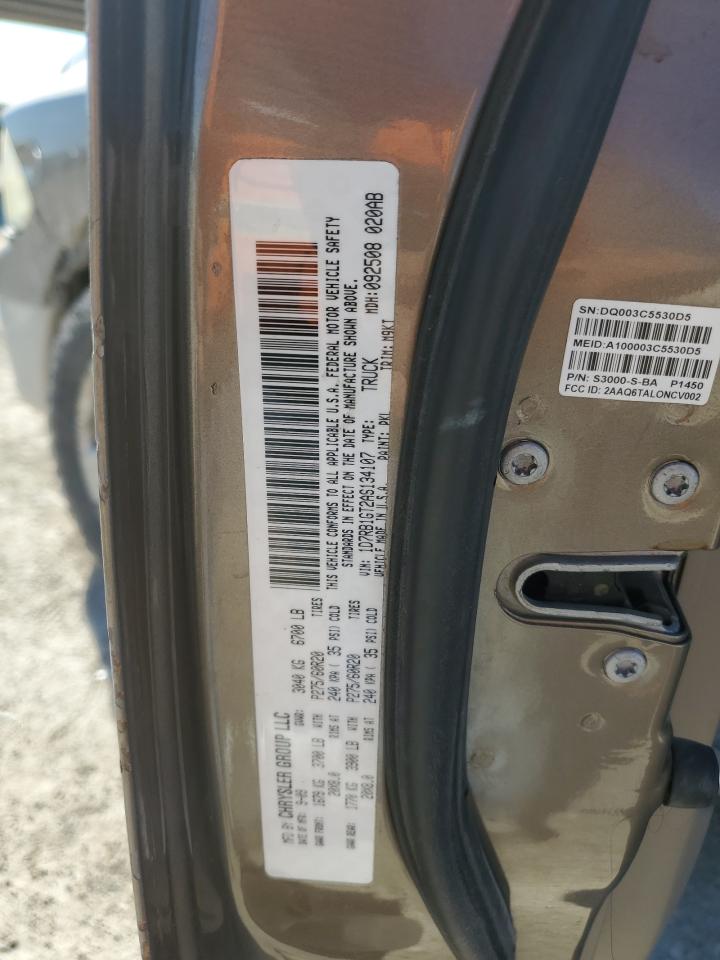 MFD BY: CHRYSLER GROUP LLC
DATE OF MFR: 9-09 GVWR: 3040 KG 6700 LB
GAWR FRONT: 1679 KG 3700 LB WITH P275/60R20 TIRES
20X8.0 RIMS AT 240 KPA ( 35 PSI) COLD
GAWR REAR: 1770 KG 3900 LB WITH P275/60R20 TIRES
20X8.0 RIMS AT 240 KPA ( 35 PSI) COLD
THIS VEHICLE CONFORMS TO ALL APPLICABLE U.S.A. FEDERAL MOTOR VEHICLE SAFETY
STANDARDS IN EFFECT ON THE DATE OF MANUFACTURE SHOWN ABOVE.
VIN: 1D7RB1GT2AS134107 TYPE: TRUCK MDH:092508 020AB
VEHICLE MADE IN U.S.A. PAINT: PKL TRIM: M9KT
SN:DQ003C5530D5
MEID:A100003C5530D5
P/N: S3000-S-BA P1450
FCC ID: 2AAQ6TALONCV002